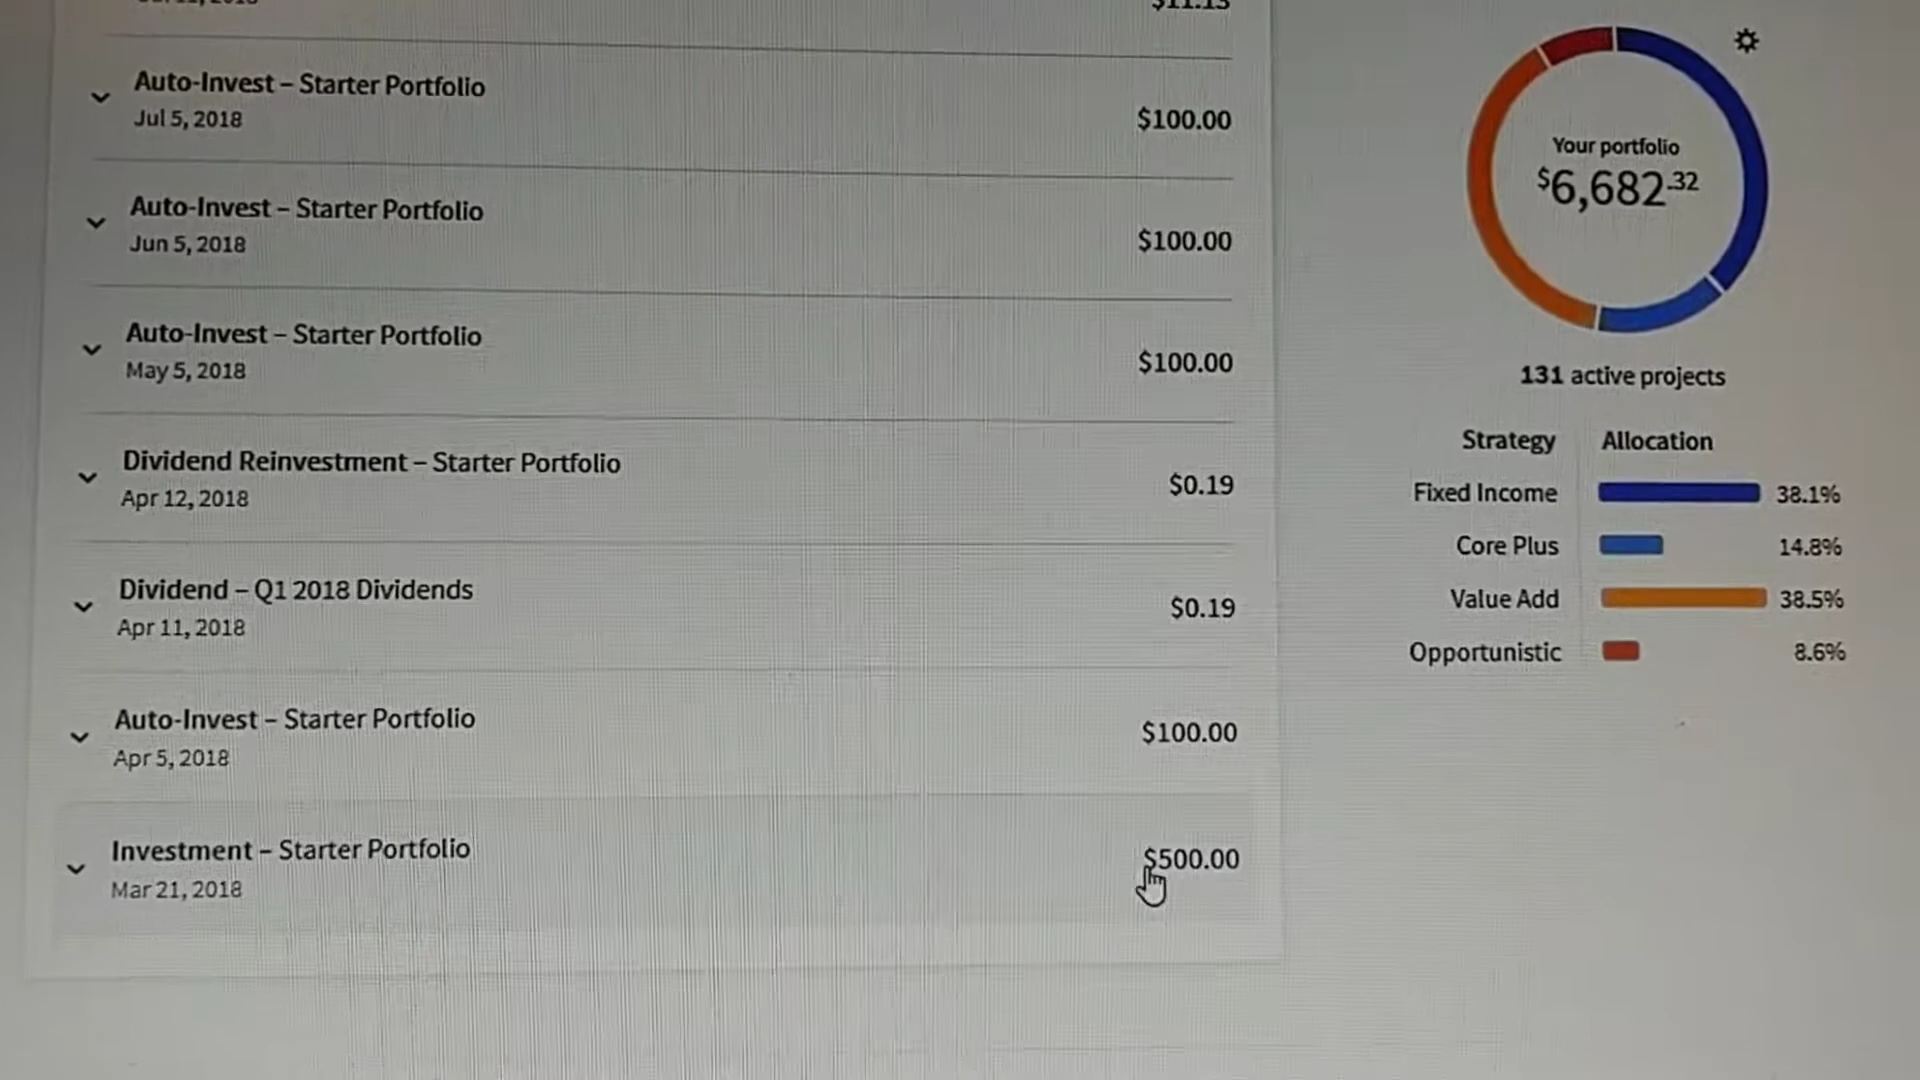 $11.13
Auto-Invest – Starter Portfolio
Jul 5, 2018
$100.00
Auto-Invest – Starter Portfolio
Jun 5, 2018
$100.00
Auto-Invest – Starter Portfolio
May 5, 2018
$100.00
Dividend Reinvestment – Starter Portfolio
Apr 12, 2018
$0.19
Dividend – Q1 2018 Dividends
Apr 11, 2018
$0.19
Auto-Invest – Starter Portfolio
Apr 5, 2018
$100.00
Investment – Starter Portfolio
Mar 21, 2018
$500.00
Your portfolio
$6,682.32
131 active projects
Strategy Allocation
Fixed Income 38.1%
Core Plus 14.8%
Value Add 38.5%
Opportunistic 8.6%